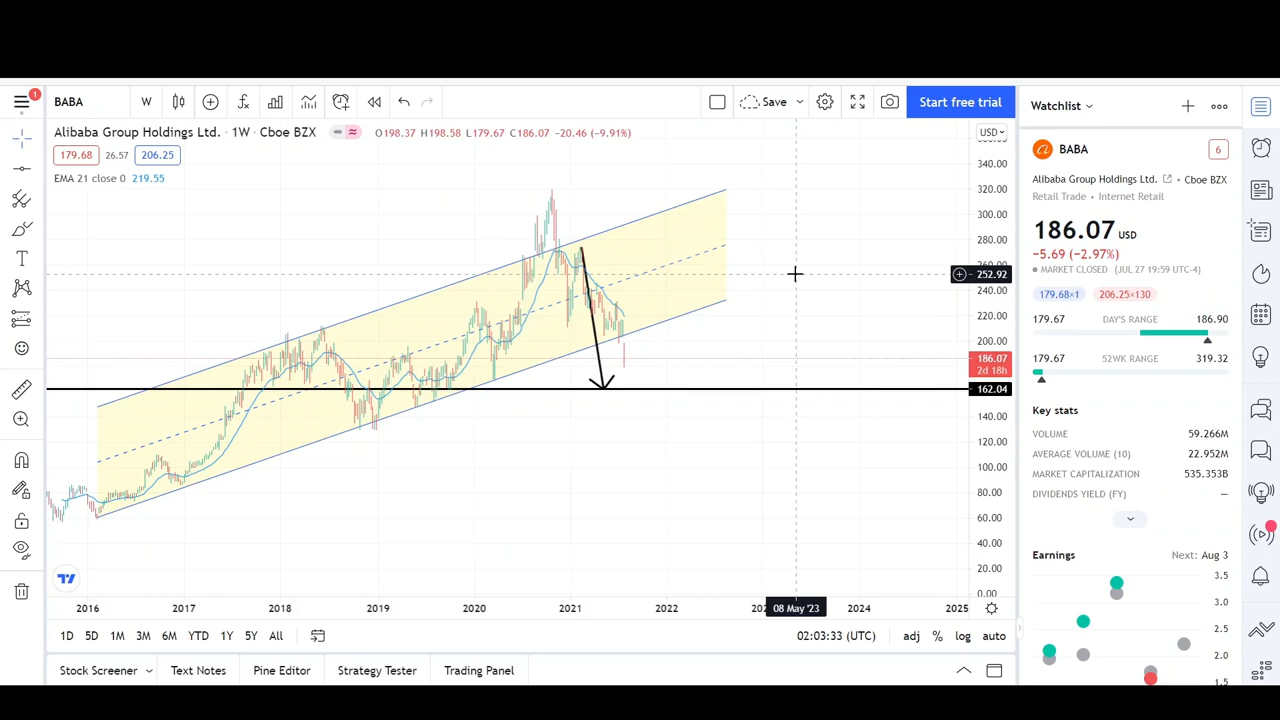 1
BABA
W
Save
Start free trial
Watchlist
Alibaba Group Holdings Ltd. · 1W · Cboe BZX
O198.37 H198.58 L179.67 C186.07 −20.46 (−9.91%)
USD
179.68
26.57
206.25
EMA 21 close 0
219.55
340.00
320.00
300.00
280.00
252.92
240.00
220.00
200.00
186.07
2d 18h
162.04
140.00
120.00
100.00
80.00
60.00
40.00
20.00
0.00
2016
2017
2018
2019
2020
2021
2022
08 May '23
2024
2025
1D
5D
1M
3M
6M
YTD
1Y
5Y
All
02:03:33 (UTC)
adj
%
log
auto
Stock Screener
Text Notes
Pine Editor
Strategy Tester
Trading Panel
BABA
6
Alibaba Group Holdings Ltd.
Cboe BZX
Retail Trade • Internet Retail
186.07 USD
−5.69 (−2.97%)
MARKET CLOSED (JUL 27 19:59 UTC-4)
179.68×1
206.25×130
179.67
DAY'S RANGE
186.90
179.67
52WK RANGE
319.32
Key stats
VOLUME
59.266M
AVERAGE VOLUME (10)
22.952M
MARKET CAPITALIZATION
535.353B
DIVIDENDS YIELD (FY)
—
Earnings
Next: Aug 3
3.5
3.0
2.5
2.0
1.5